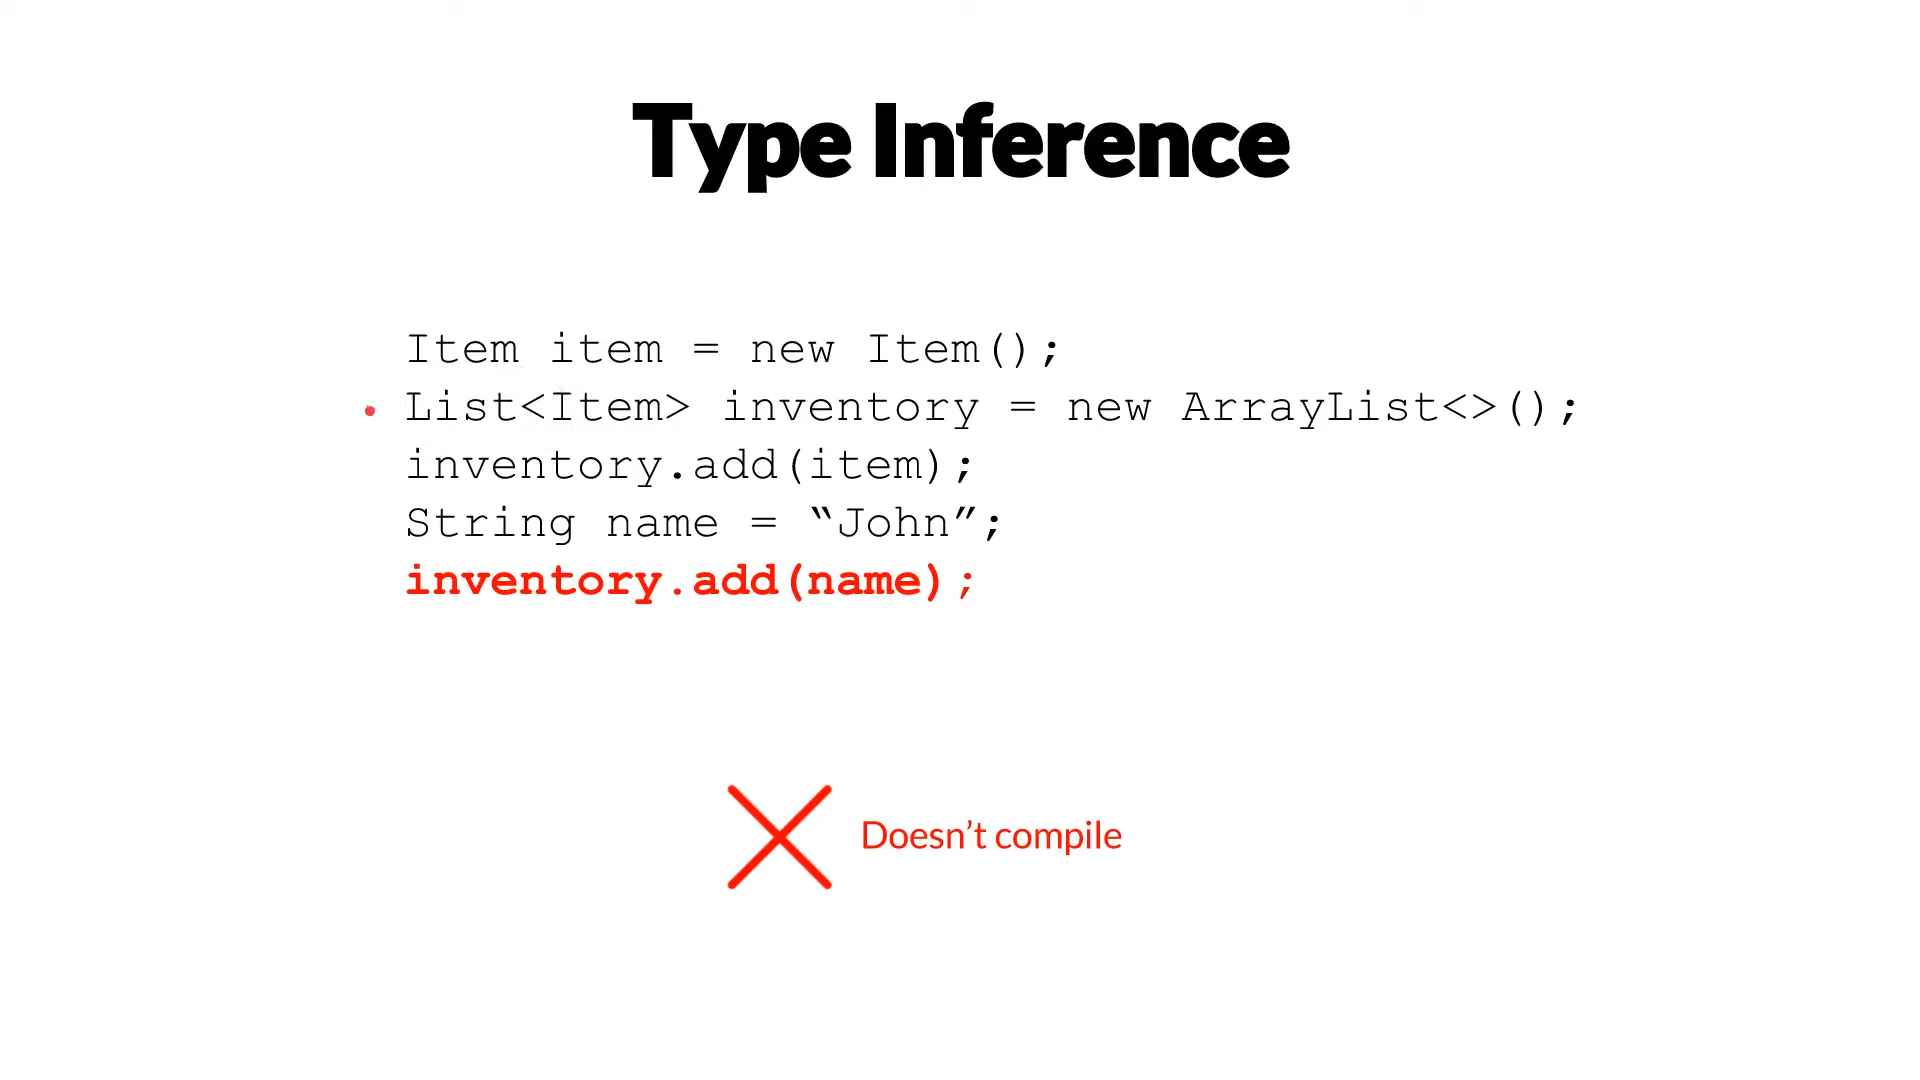 Type Inference
Item item = new Item();
List<Item> inventory = new ArrayList<>();
inventory.add(item);
String name = “John”;
inventory.add(name);
Doesn’t compile